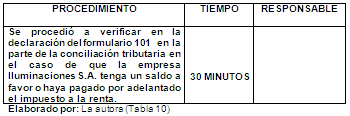 PROCEDIMIENTO TIEMPO RESPONSABLE
Se procedió a verificar en la
declaración del formulario 101 en la
parte de la conciliación tributaria en
el caso de que la empresa
Iluminaciones S.A. tenga un saldo a
favor o haya pagado por adelantado
el impuesto a la renta.
30 MINUTOS
Elaborado por: La autora (Tabla 10)